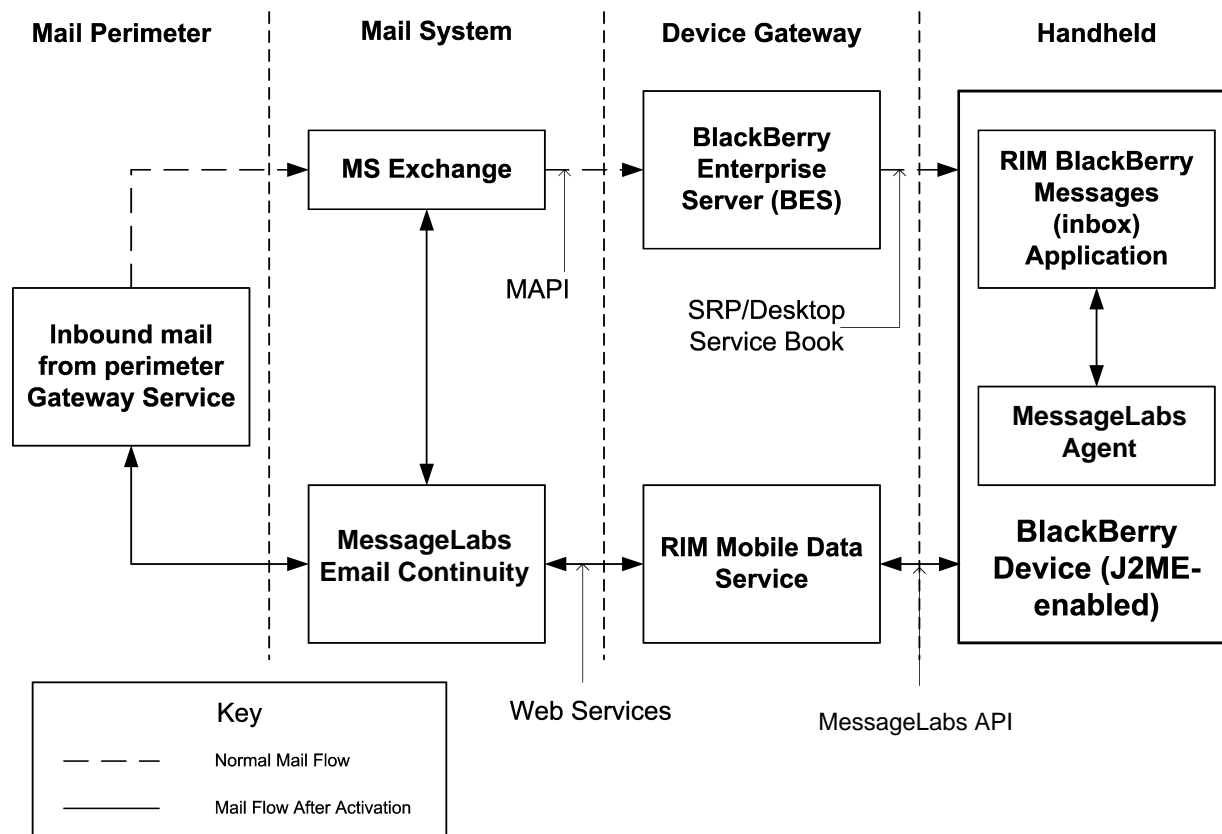 Mail Perimeter
Mail System
Device Gateway
Handheld
MS Exchange
BlackBerry
Enterprise
Server (BES)
RIM BlackBerry
Messages
(inbox)
Application
MAPI
SRP/Desktop
Service Book
Inbound mail
from perimeter
Gateway Service
MessageLabs
Agent
MessageLabs
Email Continuity
RIM Mobile Data
Service
BlackBerry
Device (J2ME-
enabled)
Web Services
MessageLabs API
Key
Normal Mail Flow
Mail Flow After Activation